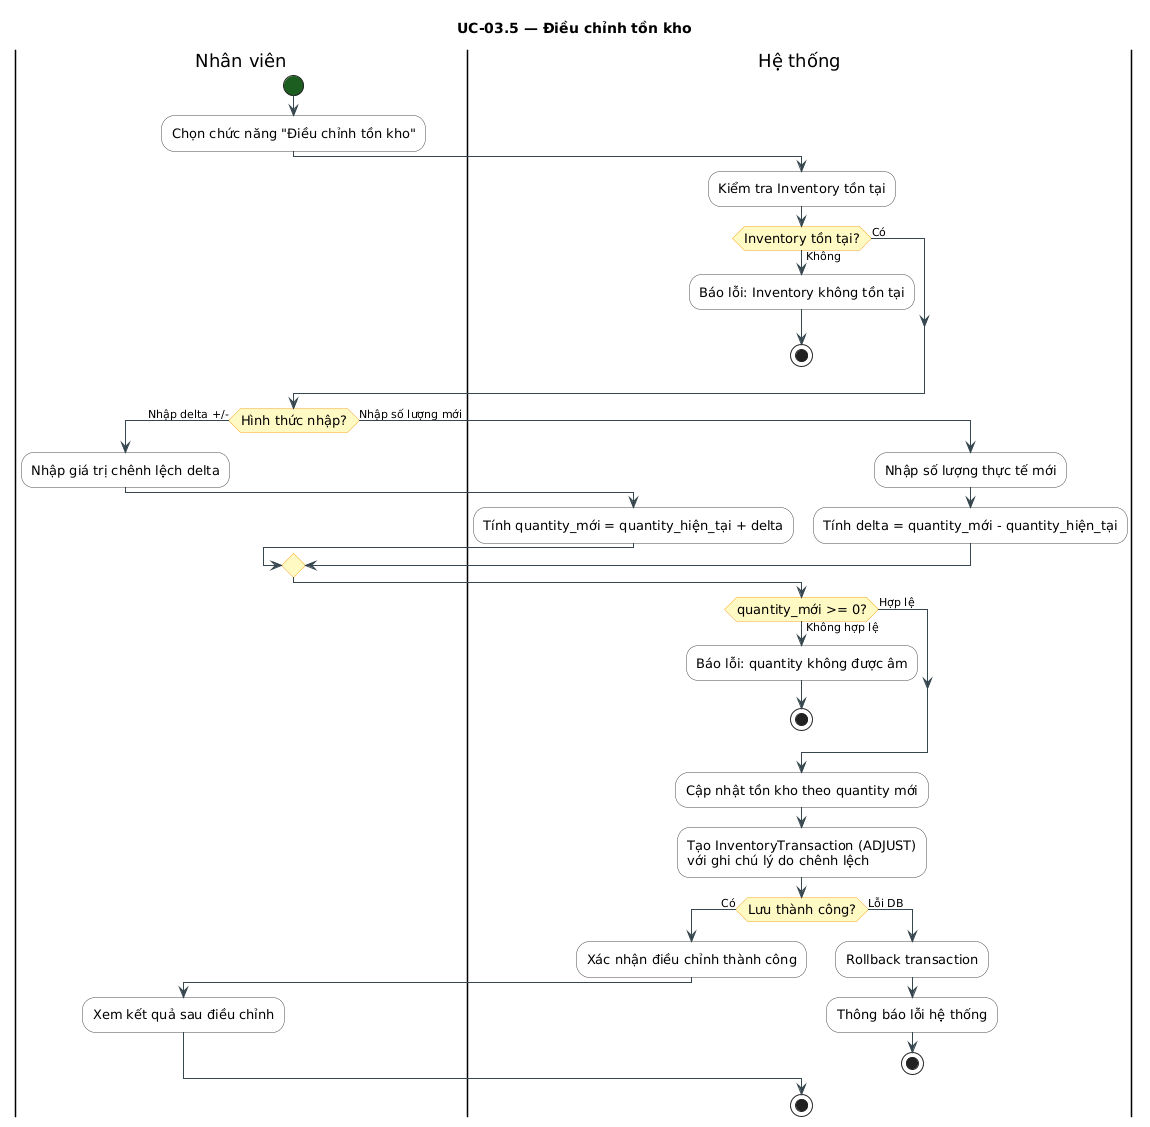 UC-03.5 — Điều chỉnh tồn kho
Nhân viên
Hệ thống
Chọn chức năng "Điều chỉnh tồn kho"
Kiểm tra Inventory tồn tại
Inventory tồn tại?
Có
Không
Báo lỗi: Inventory không tồn tại
Hình thức nhập?
Nhập delta +/-
Nhập số lượng mới
Nhập giá trị chênh lệch delta
Nhập số lượng thực tế mới
Tính quantity_mới = quantity_hiện_tại + delta
Tính delta = quantity_mới - quantity_hiện_tại
quantity_mới >= 0?
Hợp lệ
Không hợp lệ
Báo lỗi: quantity không được âm
Cập nhật tồn kho theo quantity mới
Tạo InventoryTransaction (ADJUST)
với ghi chú lý do chênh lệch
Lưu thành công?
Có
Lỗi DB
Xác nhận điều chỉnh thành công
Rollback transaction
Xem kết quả sau điều chỉnh
Thông báo lỗi hệ thống